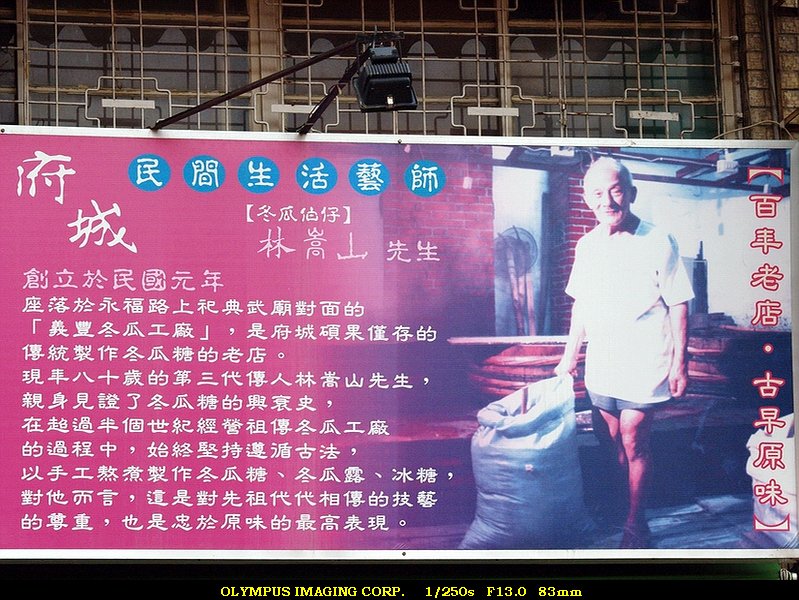 府城
民間生活藝師
【冬瓜伯仔】
林嵩山 先生
創立於民國元年
座落於永福路上祀典武廟對面的
「義豐冬瓜工廠」，是府城碩果僅存的
傳統製作冬瓜糖的老店。
現年八十歲的第三代傳人林嵩山先生，
親身見證了冬瓜糖的興衰史，
在超過半個世紀經營祖傳冬瓜工廠
的過程中，始終堅持遵循古法，
以手工熬煮製作冬瓜糖、冬瓜露、冰糖，
對他而言，這是對先祖代代相傳的技藝
的尊重，也是忠於原味的最高表現。
【百年老店·古早原味】
OLYMPUS IMAGING CORP. 1/250s F13.0 83mm